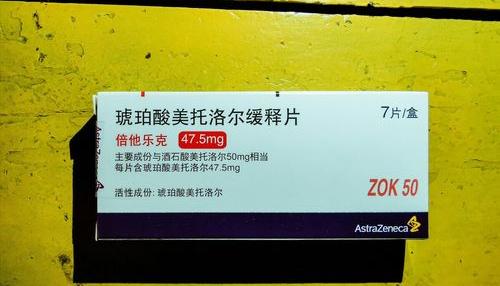 琥珀酸美托洛尔缓释片
7片/盒
倍他乐克 47.5mg
主要成份与酒石酸美托洛尔50mg相当
每片含琥珀酸美托洛尔47.5mg
活性成份: 琥珀酸美托洛尔
ZOK 50
AstraZeneca
AstraZeneca